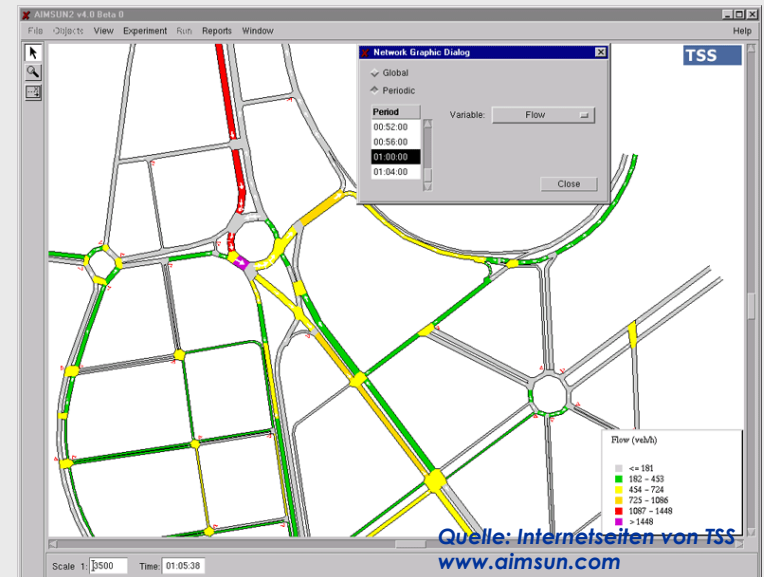 AIMSUN2 v4.0 Beta 0
File Objects View Experiment Run Reports Window Help
TSS
Network Graphic Dialog
Global
Periodic
Period
Variable: Flow
00:52:00
00:56:00
01:00:00
01:04:00
Close
Flow (veh/h)
<= 181
182 - 453
454 - 724
725 - 1086
1087 - 1448
> 1448
Quelle: Internetseiten von TSS
www.aimsun.com
Scale 1: 3500 Time: 01:05:38